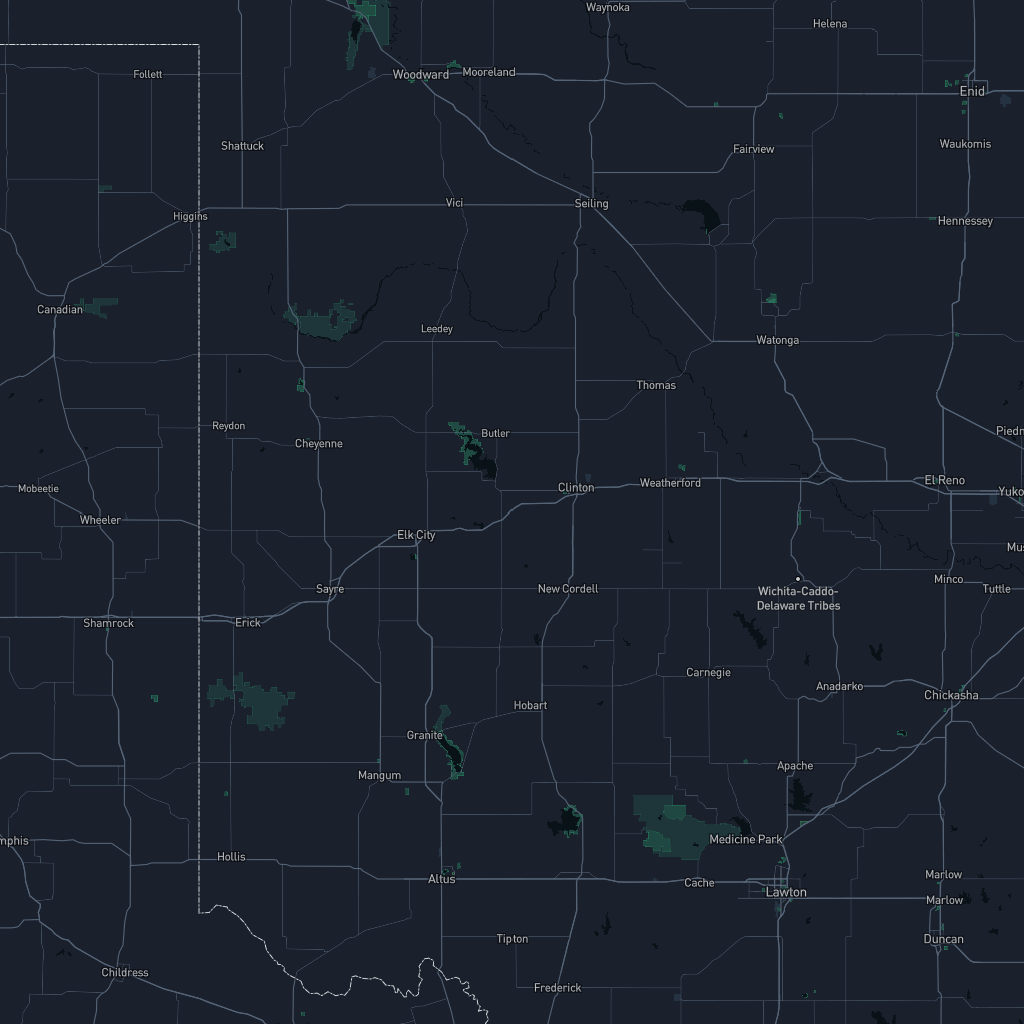 Waynoka
Helena
Follett
Woodward
Mooreland
Enid
Shattuck
Fairview
Waukomis
Higgins
Vici
Seiling
Hennessey
Canadian
Leedey
Watonga
Thomas
Reydon
Butler
Cheyenne
Piedn
Mobeetie
Clinton
Weatherford
El Reno
Yuko
Wheeler
Elk City
Mus
Sayre
New Cordell
Wichita-Caddo-
Delaware Tribes
Minco
Tuttle
Shamrock
Erick
Carnegie
Anadarko
Chickasha
Hobart
Granite
Mangum
Apache
mphis
Medicine Park
Hollis
Altus
Cache
Lawton
Marlow
Marlow
Tipton
Duncan
Childress
Frederick